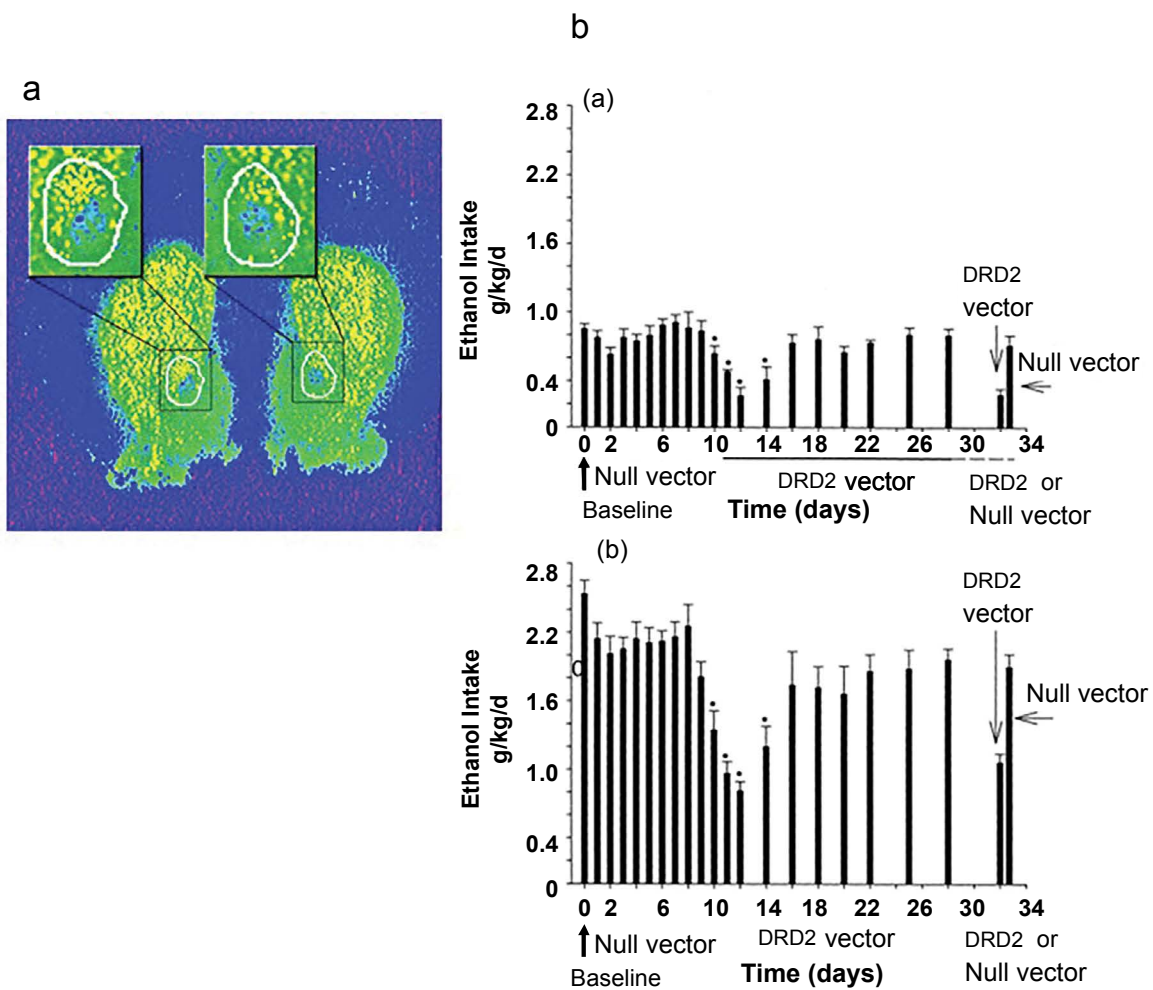 b
a
(a)
2.8
2.2
1.6
1.0
0.4
0
Ethanol Intake
g/kg/d
0 2 6 10 14 18 22 26 30 34
DRD2
vector
Null vector
Null vector
Baseline
DRD2 vector
Time (days)
DRD2 or
Null vector
(b)
2.8
2.2
1.6
1.0
0.4
0
Ethanol Intake
g/kg/d
0 2 6 10 14 18 22 26 30 34
DRD2
vector
Null vector
Null vector
Baseline
DRD2 vector
Time (days)
DRD2 or
Null vector